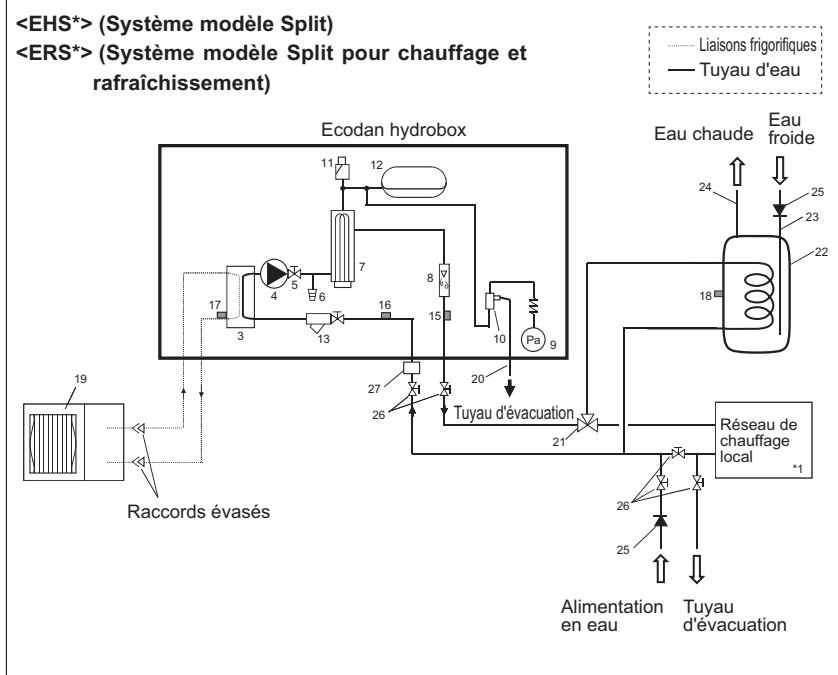 <EHS*> (Système modèle Split)
<ERS*> (Système modèle Split pour chauffage et
rafraîchissement)
Liaisons frigorifiques
Tuyau d'eau
Ecodan hydrobox
Eau chaude
Eau
froide
11
12
24
25
23
22
7
8
4
5
6
17
3
13
16
15
10
Pa
9
18
19
27
20
26
Tuyau d'évacuation
21
Réseau de
chauffage
local
*1
Raccords évasés
26
25
Alimentation
en eau
Tuyau
d'évacuation